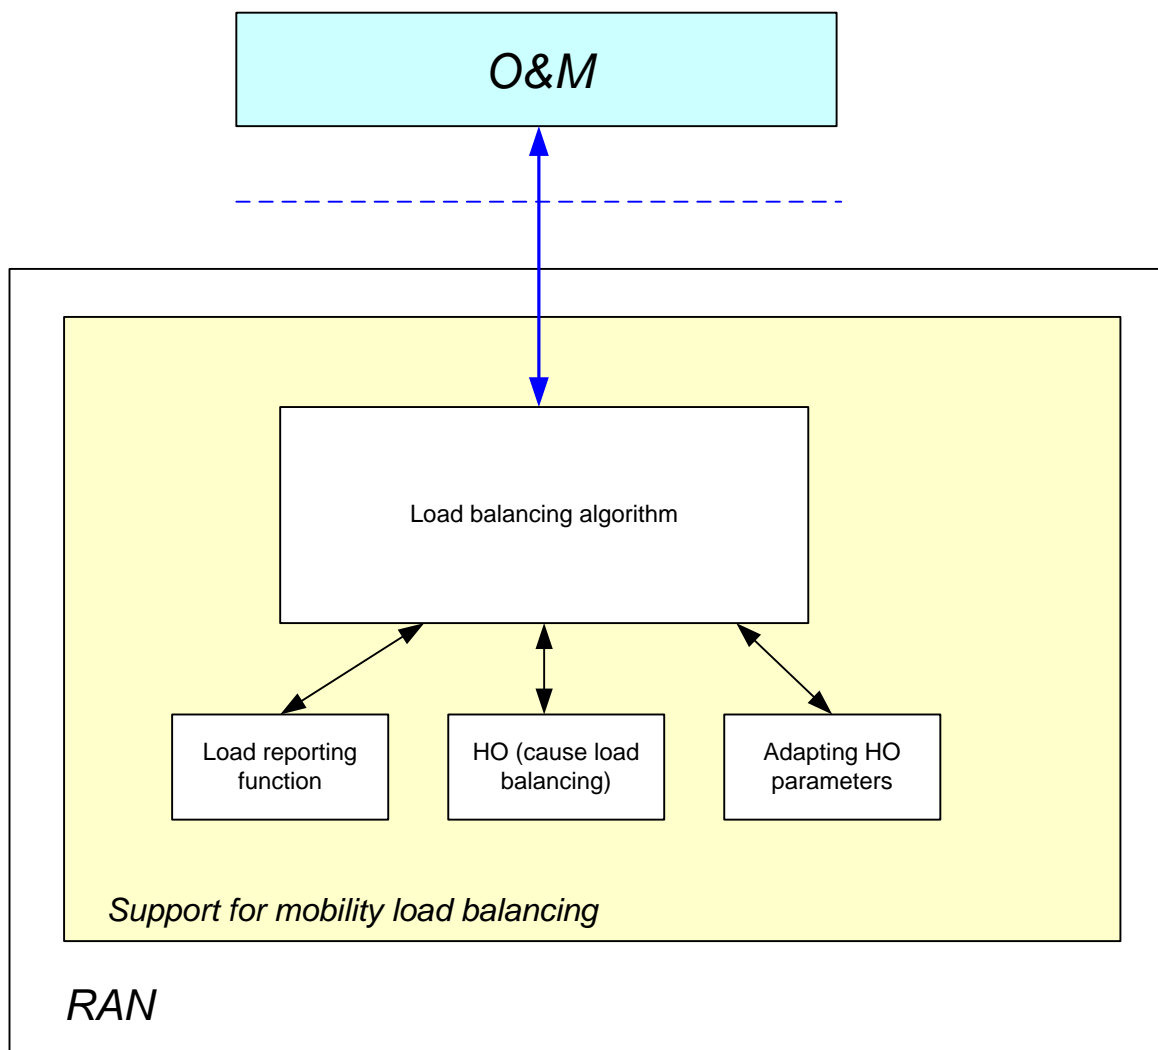 O&M
Load balancing algorithm
Load reporting
function
HO (cause load
balancing)
Adapting HO
parameters
Support for mobility load balancing
RAN